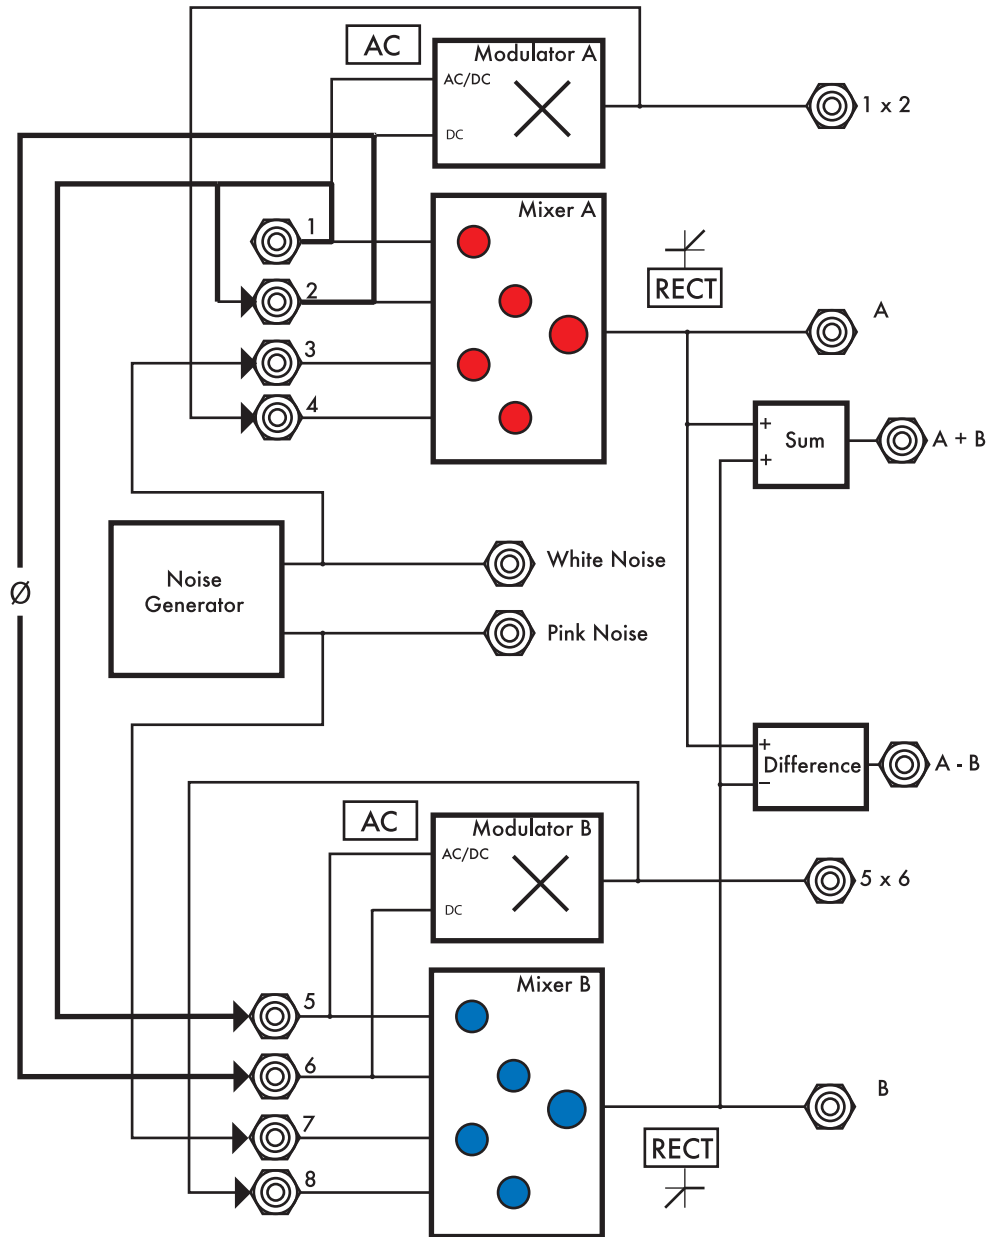 AC
Modulator A
AC/DC
DC
1 x 2
Mixer A
1
2
3
4
RECT
A
+
+
Sum
A + B
Noise
Generator
White Noise
Pink Noise
Ø
+
Difference
−
A - B
AC
Modulator B
AC/DC
DC
5 x 6
Mixer B
5
6
7
8
B
RECT